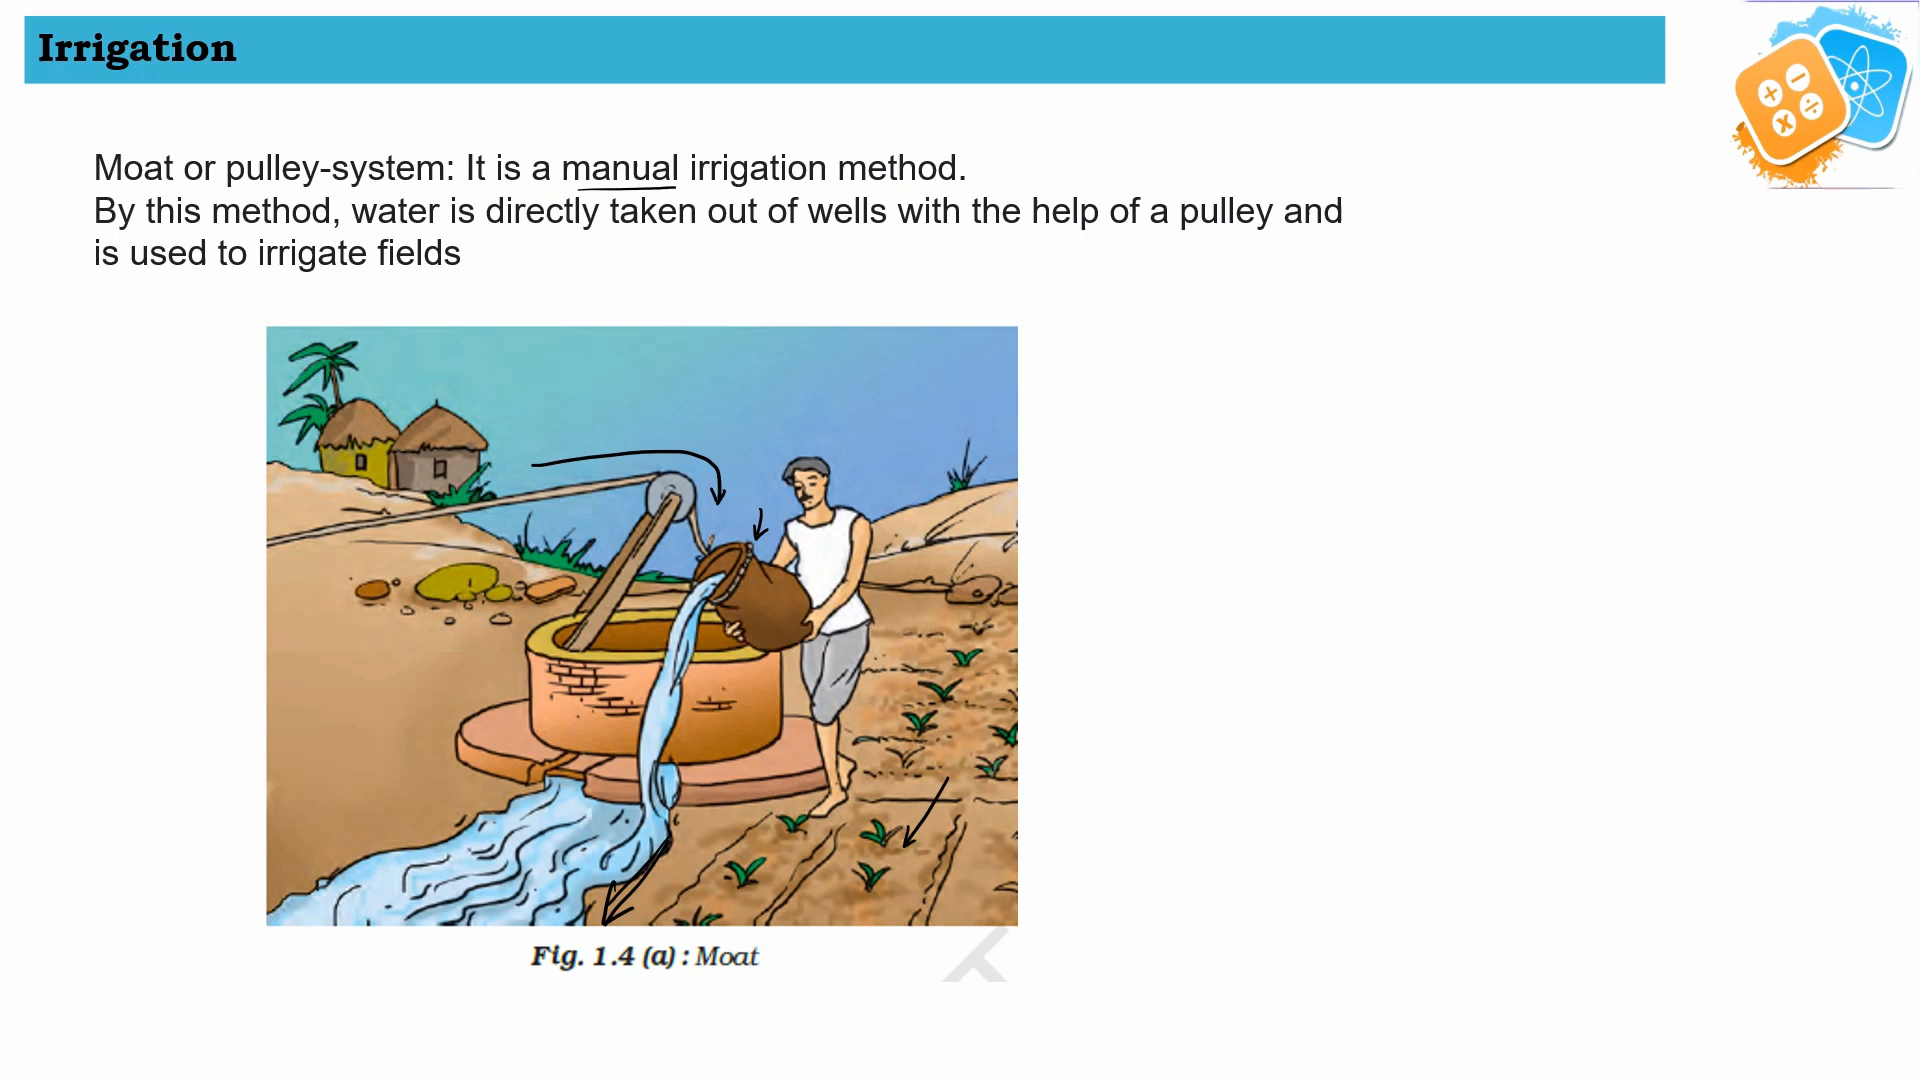 Irrigation
Moat or pulley-system: It is a manual irrigation method.
By this method, water is directly taken out of wells with the help of a pulley and
is used to irrigate fields
Fig. 1.4 (a) : Moat